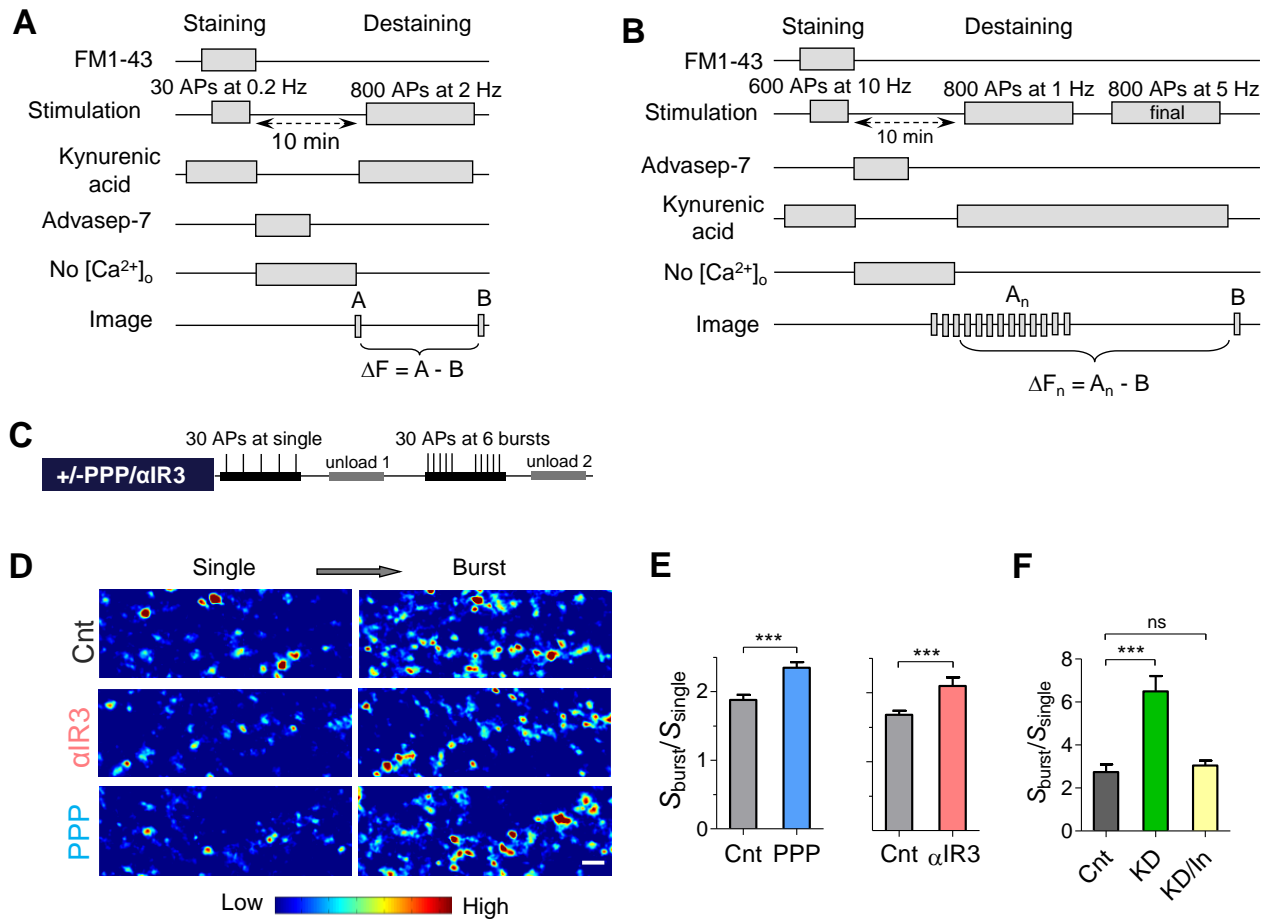 A
Staining
Destaining
FM1-43
30 APs at 0.2 Hz
800 APs at 2 Hz
Stimulation
10 min
Kynurenic
acid
Advasep-7
No [Ca²⁺]ₒ
A
B
Image
ΔF = A - B
B
Staining
Destaining
FM1-43
600 APs at 10 Hz
800 APs at 1 Hz
800 APs at 5 Hz
Stimulation
final
10 min
Advasep-7
Kynurenic
acid
No [Ca²⁺]ₒ
Aₙ
B
Image
ΔFₙ = Aₙ - B
C
30 APs at single
30 APs at 6 bursts
+/-PPP/αIR3
unload 1
unload 2
D
Single
Burst
Cnt
αIR3
PPP
Low
High
E
S_burst/S_single
0
1
2
***
Cnt
PPP
***
Cnt
αIR3
F
S_burst/S_single
0
2
4
6
8
ns
***
Cnt
KD
KD/In